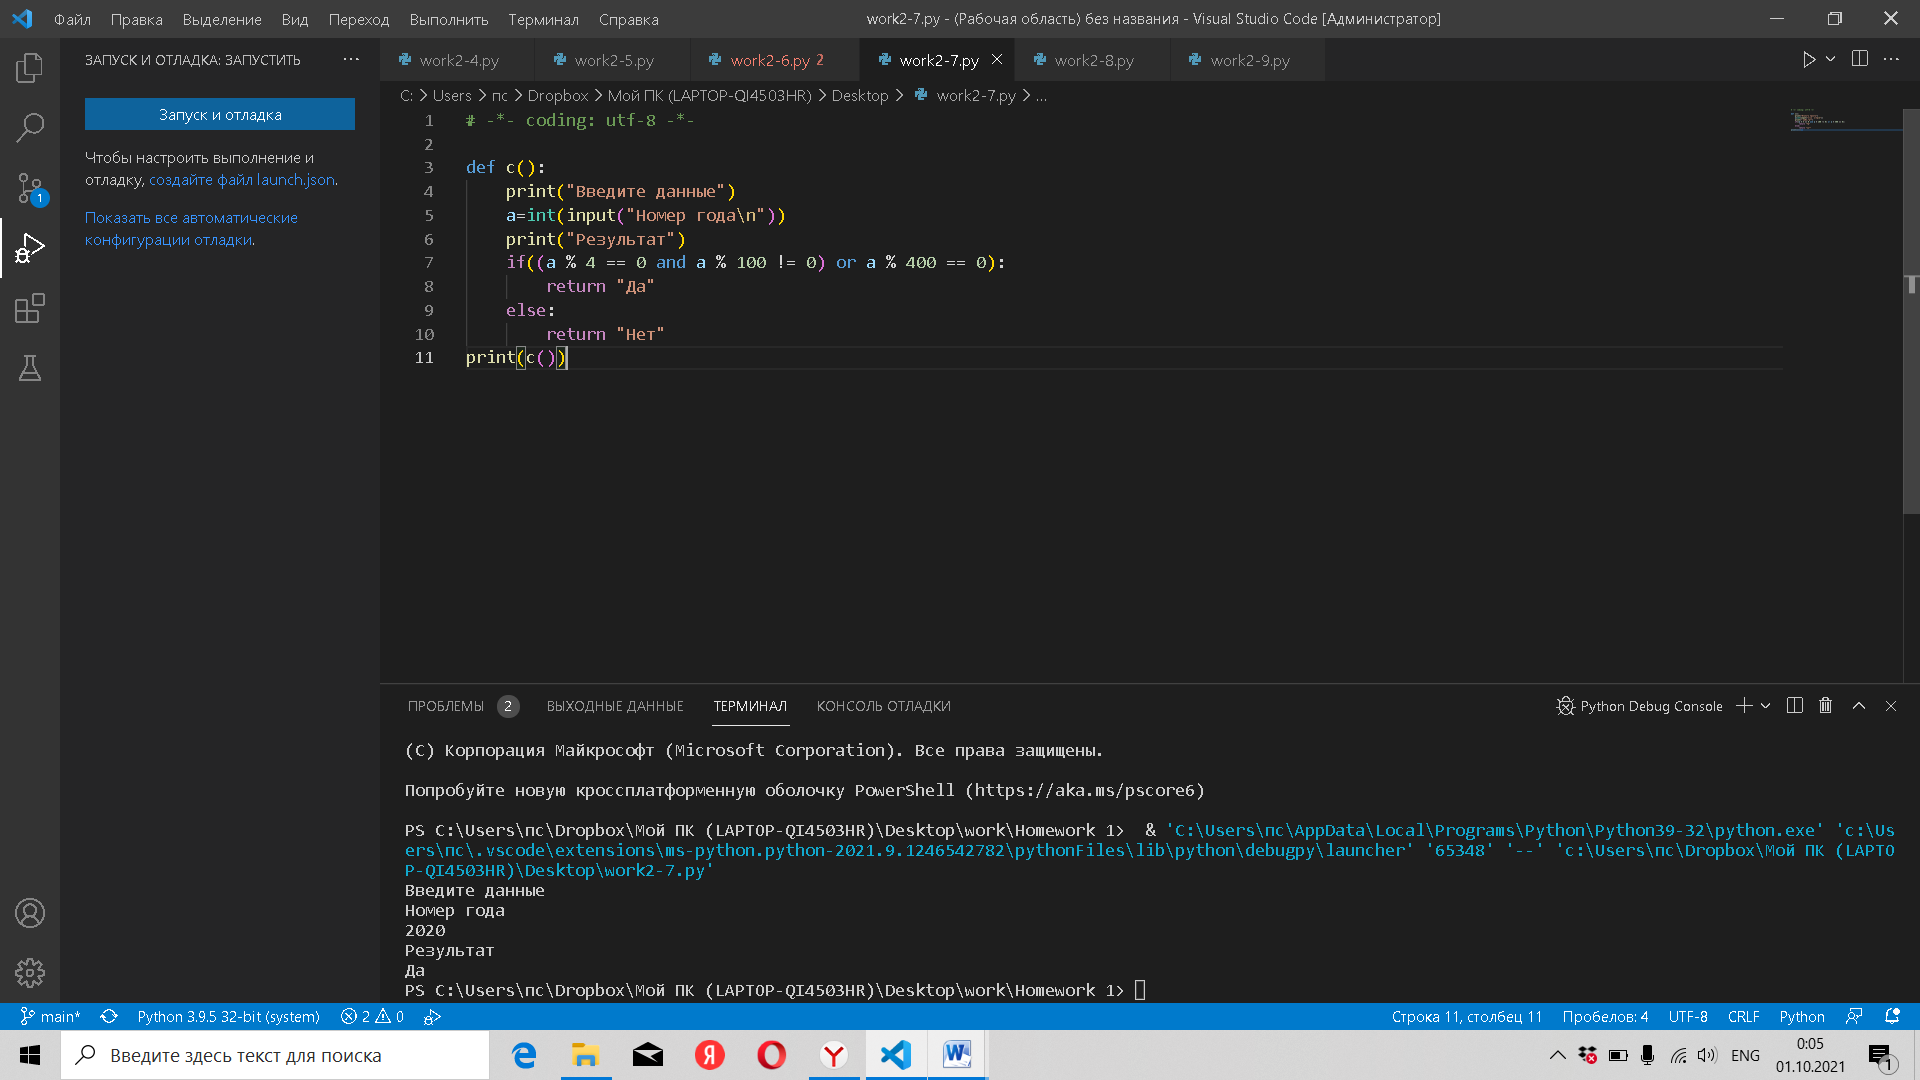 Файл Правка Выделение Вид Переход Выполнить Терминал Справка
work2-7.py - (Рабочая область) без названия - Visual Studio Code [Администратор]
ЗАПУСК И ОТЛАДКА: ЗАПУСТИТЬ ...
work2-4.py work2-5.py work2-6.py 2 work2-7.py work2-8.py work2-9.py
Запуск и отладка
Чтобы настроить выполнение и
отладку, создайте файл launch.json.
Показать все автоматические
конфигурации отладки.
1
C: > Users > пс > Dropbox > Мой ПК (LAPTOP-QI4503HR) > Desktop > work2-7.py > ...
1 # -*- coding: utf-8 -*-
2
3 def c():
4 print("Введите данные")
5 a=int(input("Номер года\n"))
6 print("Результат")
7 if((a % 4 == 0 and a % 100 != 0) or a % 400 == 0):
8 return "Да"
9 else:
10 return "Нет"
11 print(c())
ПРОБЛЕМЫ 2 ВЫХОДНЫЕ ДАННЫЕ ТЕРМИНАЛ КОНСОЛЬ ОТЛАДКИ
Python Debug Console
(C) Корпорация Майкрософт (Microsoft Corporation). Все права защищены.
Попробуйте новую кроссплатформенную оболочку PowerShell (https://aka.ms/pscore6)
PS C:\Users\пс\Dropbox\Мой ПК (LAPTOP-QI4503HR)\Desktop\work\Homework 1>  & 'C:\Users\пс\AppData\Local\Programs\Python\Python39-32\python.exe' 'c:\Us
ers\пс\.vscode\extensions\ms-python.python-2021.9.1246542782\pythonFiles\lib\python\debugpy\launcher' '65348' '--' 'c:\Users\пс\Dropbox\Мой ПК (LAPTO
P-QI4503HR)\Desktop\work2-7.py'
Введите данные
Номер года
2020
Результат
Да
PS C:\Users\пс\Dropbox\Мой ПК (LAPTOP-QI4503HR)\Desktop\work\Homework 1>
main* Python 3.9.5 32-bit (system) 2 0
Строка 11, столбец 11 Пробелов: 4 UTF-8 CRLF Python
Введите здесь текст для поиска
ENG
0:05
01.10.2021
1